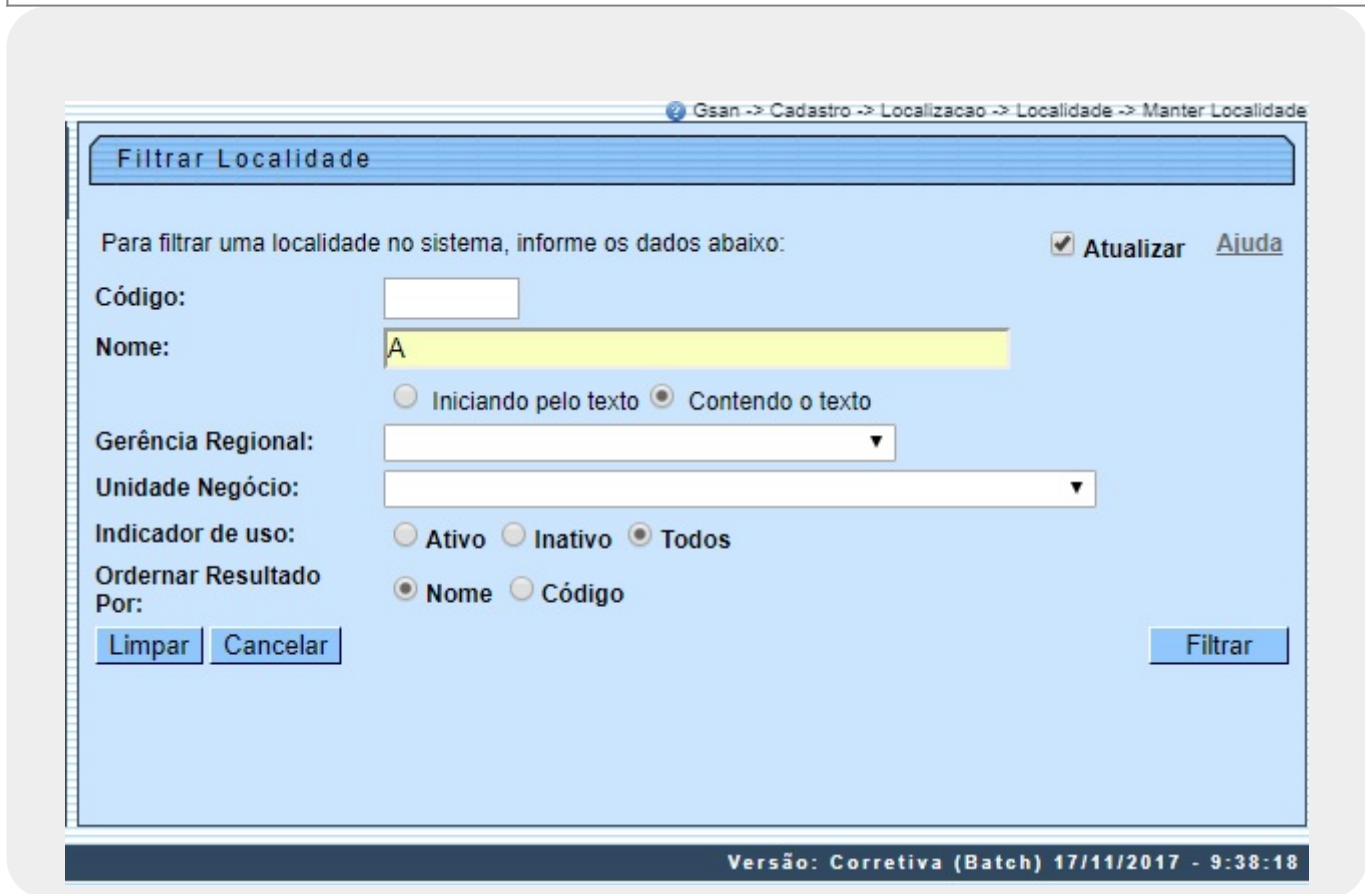 Gsan -> Cadastro -> Localizacao -> Localidade -> Manter Localidade
Filtrar Localidade
Para filtrar uma localidade no sistema, informe os dados abaixo: Atualizar Ajuda
Código:
Nome: A
Iniciando pelo texto Contendo o texto
Gerência Regional:
Unidade Negócio:
Indicador de uso: Ativo Inativo Todos
Ordernar Resultado
Por: Nome Código
Limpar Cancelar Filtrar
Versão: Corretiva (Batch) 17/11/2017 - 9:38:18